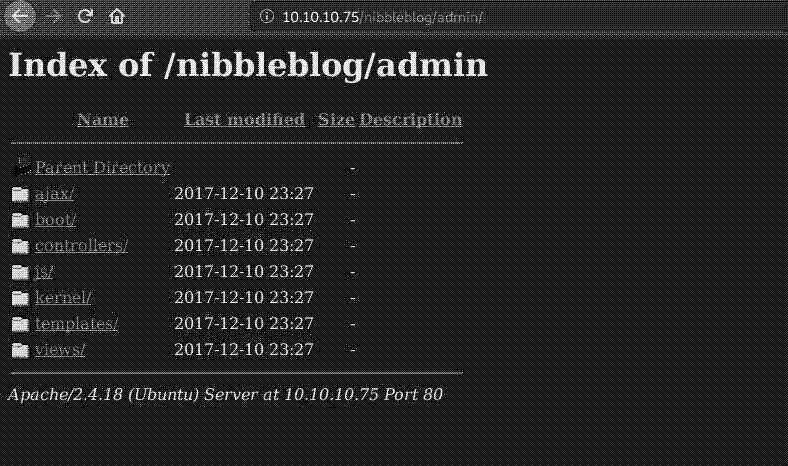 10.10.10.75/nibbleblog/admin/
Index of /nibbleblog/admin
Name Last modified Size Description
Parent Directory -
ajax/ 2017-12-10 23:27 -
boot/ 2017-12-10 23:27 -
controllers/ 2017-12-10 23:27 -
js/ 2017-12-10 23:27 -
kernel/ 2017-12-10 23:27 -
templates/ 2017-12-10 23:27 -
views/ 2017-12-10 23:27 -
Apache/2.4.18 (Ubuntu) Server at 10.10.10.75 Port 80